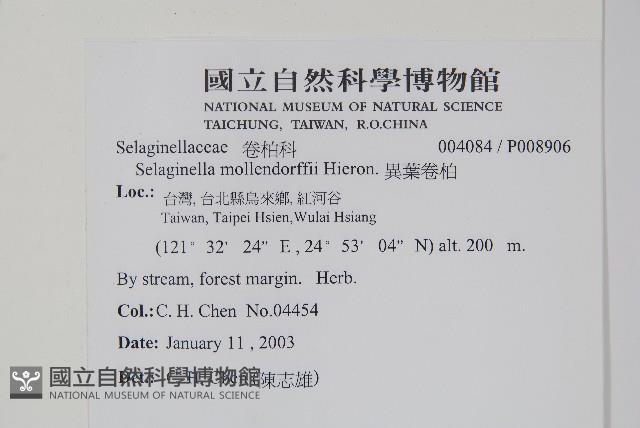 國立自然科學博物館
NATIONAL MUSEUM OF NATURAL SCIENCE
TAICHUNG, TAIWAN, R.O.CHINA
Selaginellaceae 卷柏科 004084 / P008906
Selaginella mollendorffii Hieron. 異葉卷柏
Loc.: 台灣, 台北縣烏來鄉, 紅河谷
Taiwan, Taipei Hsien,Wulai Hsiang
(121° 32' 24" E , 24° 53' 04" N) alt. 200 m.
By stream, forest margin. Herb.
Col.: C. H. Chen No.04454
Date: January 11 , 2003
(陳志雄)
國立自然科學博物館
NATIONAL MUSEUM OF NATURAL SCIENCE